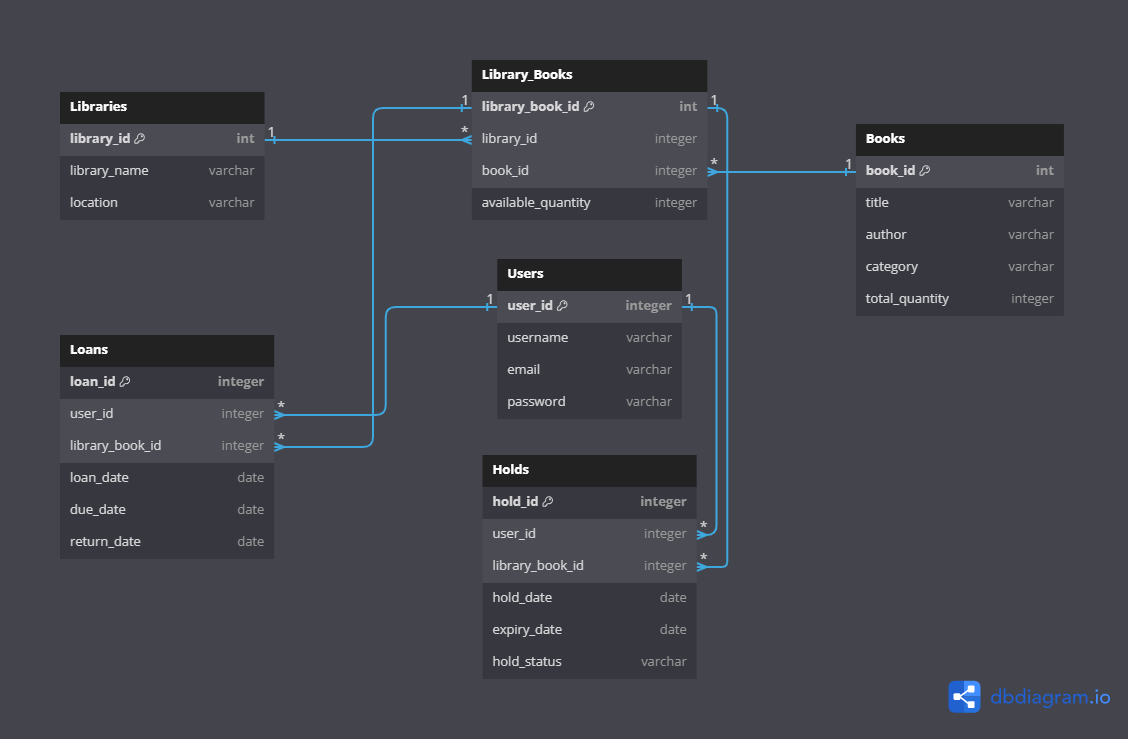 Libraries
library_id int
library_name varchar
location varchar
1
*
Library_Books
1 library_book_id int 1
library_id integer
book_id integer
available_quantity integer
*
1
Books
book_id int
title varchar
author varchar
category varchar
total_quantity integer
Users
1 user_id integer 1
username varchar
email varchar
password varchar
Loans
loan_id integer
user_id integer *
library_book_id integer *
loan_date date
due_date date
return_date date
Holds
hold_id integer
user_id integer *
library_book_id integer *
hold_date date
expiry_date date
hold_status varchar
dbdiagram.io